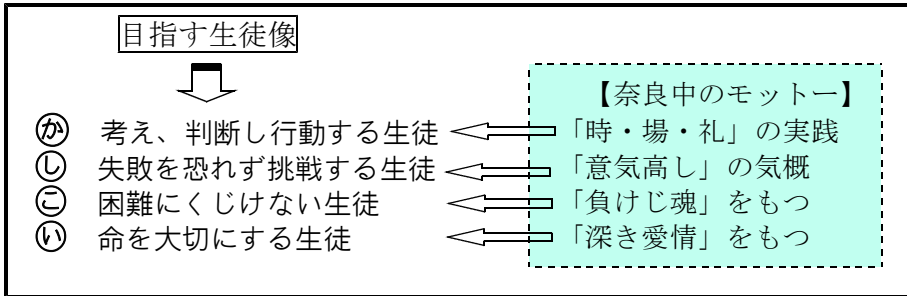 目指す生徒像
【奈良中のモットー】
か 考え、判断し行動する生徒 「時・場・礼」の実践
し 失敗を恐れず挑戦する生徒 「意気高し」の気概
こ 困難にくじけない生徒 「負けじ魂」をもつ
い 命を大切にする生徒 「深き愛情」をもつ